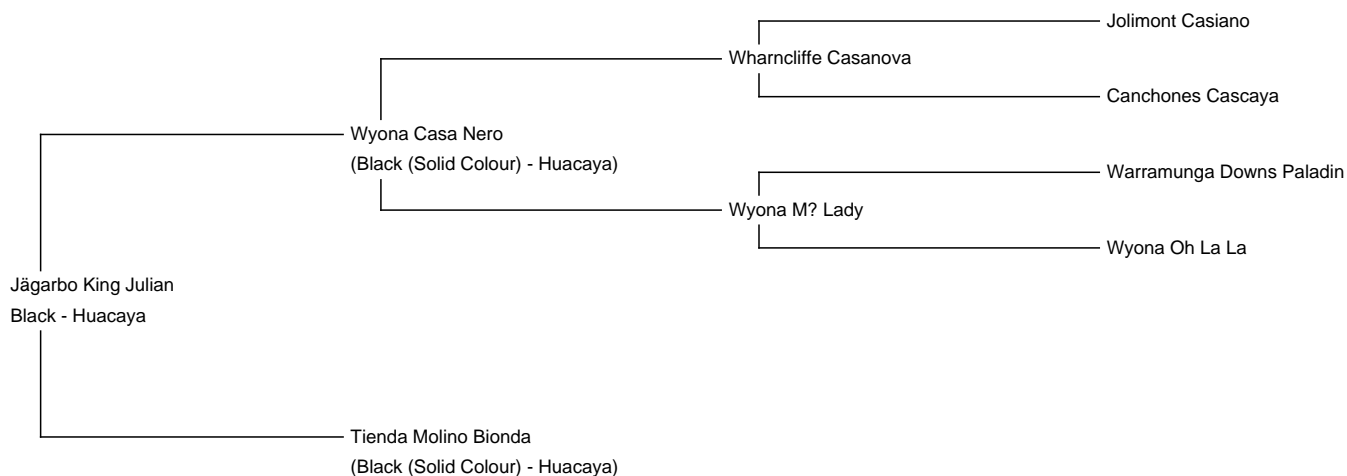 Jolimont Casiano
Wharncliffe Casanova
Canchones Cascaya
Wyona Casa Nero
(Black (Solid Colour) - Huacaya)
Warramunga Downs Paladin
Wyona M? Lady
Wyona Oh La La
Jägarbo King Julian
Black - Huacaya
Tienda Molino Bionda
(Black (Solid Colour) - Huacaya)